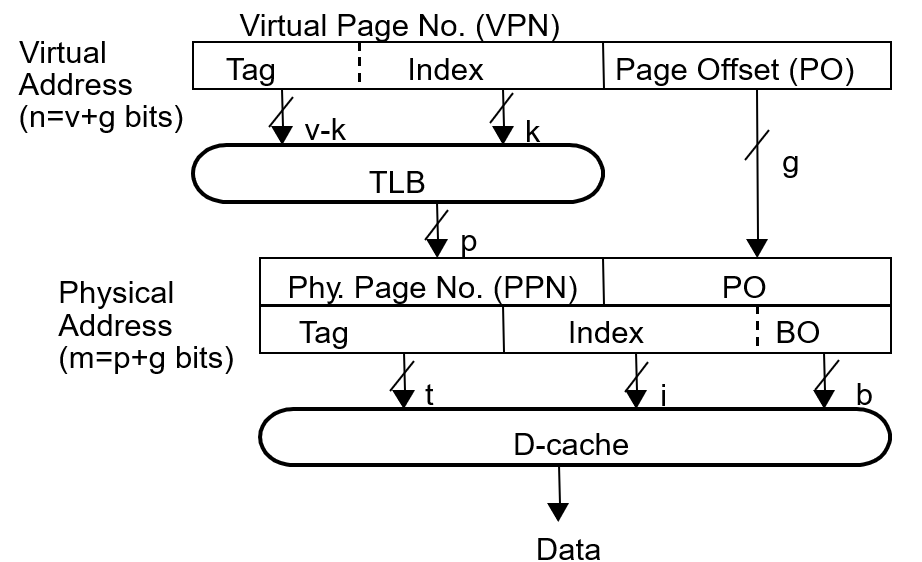 Virtual Page No. (VPN)
Virtual
Address
(n=v+g bits)
Tag
Index
Page Offset (PO)
v-k
k
g
TLB
p
Physical
Address
(m=p+g bits)
Phy. Page No. (PPN)
PO
Tag
Index
BO
t
i
b
D-cache
Data